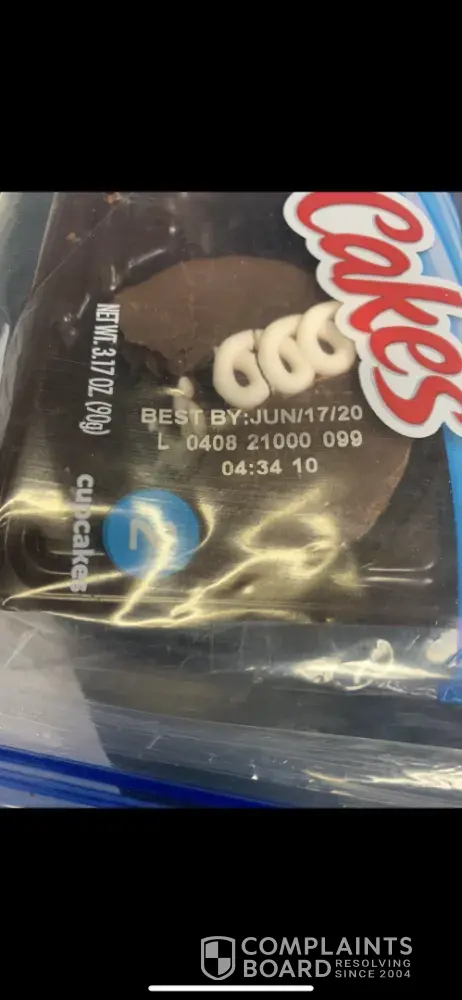 Cakes
NET WT. 3.17 OZ (90g)
BEST BY:JUN/17/20
L 0408 21000 099
04:34 10
2
cupcakes
COMPLAINTS
BOARD
RESOLVING
SINCE 2004